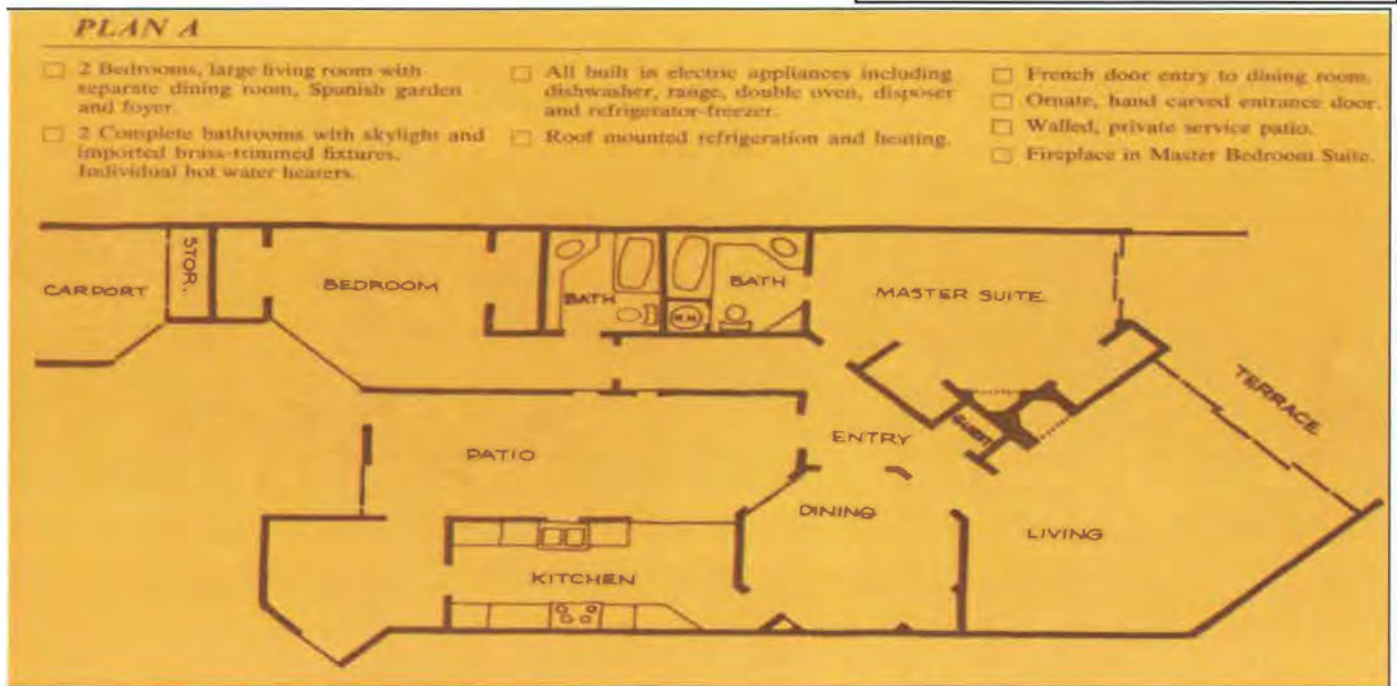 PLAN A
□ 2 Bedrooms, large living room with
separate dining room, Spanish garden
and foyer.
□ 2 Complete bathrooms with skylight and
imported brass-trimmed fixtures.
Individual hot water heaters.
□ All built in electric appliances including
dishwasher, range, double oven, disposer
and refrigerator-freezer.
□ Roof mounted refrigeration and heating.
□ French door entry to dining room.
□ Ornate, hand carved entrance door.
□ Walled, private service patio.
□ Fireplace in Master Bedroom Suite.
CARPORT
STOR.
BEDROOM
BATH
BATH
MASTER SUITE
TERRACE
PATIO
ENTRY
GUEST
DINING
LIVING
KITCHEN